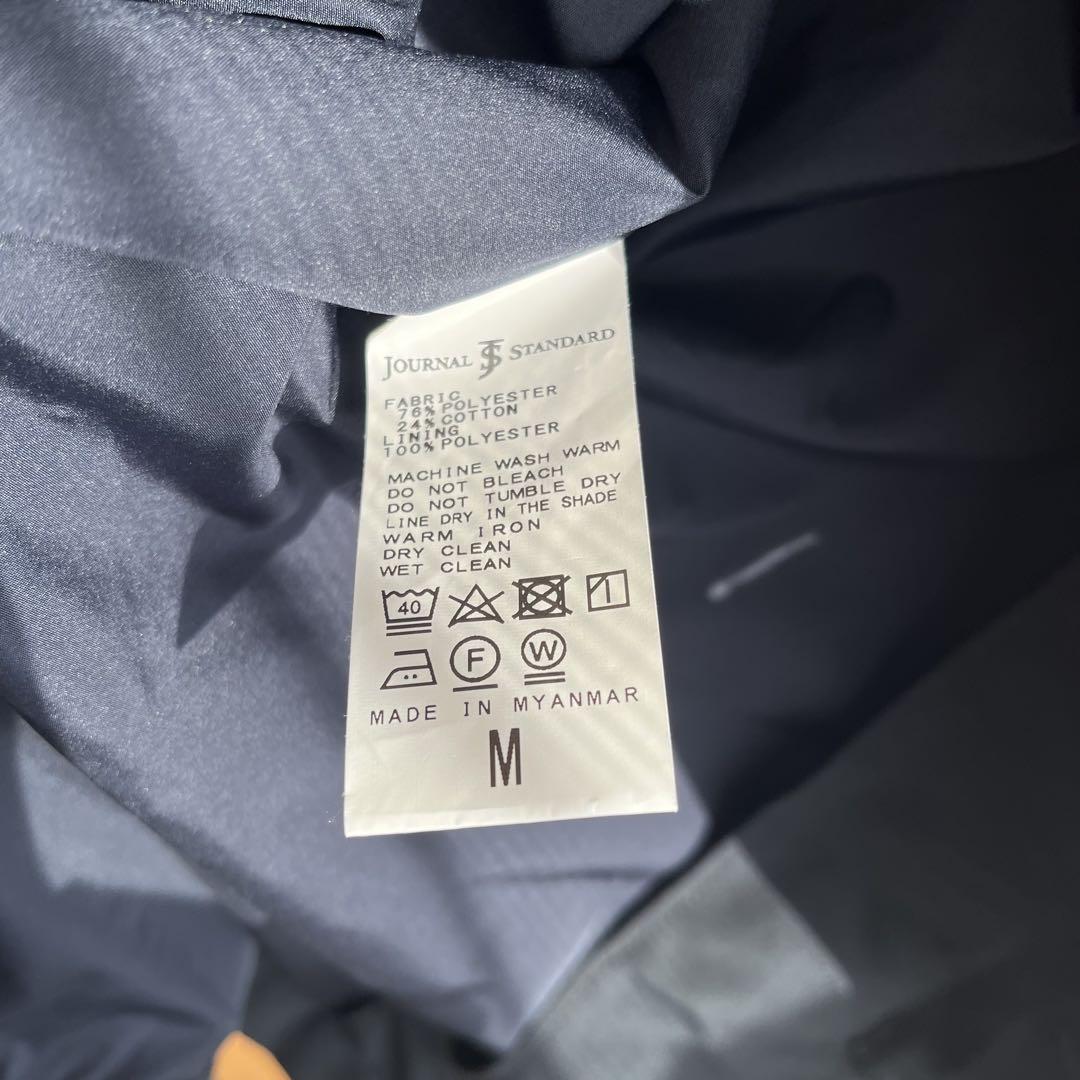 JOURNAL JS STANDARD
FABRIC
76% POLYESTER
24% COTTON
LINING
100% POLYESTER
MACHINE WASH WARM
DO NOT BLEACH
DO NOT TUMBLE DRY
LINE DRY IN THE SHADE
WARM IRON
DRY CLEAN
WET CLEAN
40
F W
MADE IN MYANMAR
M